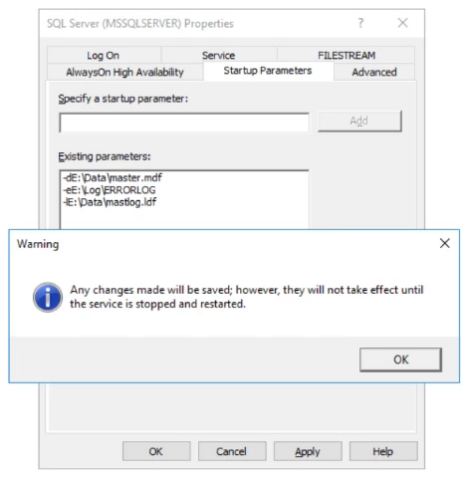 SQL Server (MSSQLSERVER) Properties ? ×
Log On Service FILESTREAM
AlwaysOn High Availability Startup Parameters Advanced
Specify a startup parameter:
Add
Existing parameters:
-dE:\Data\master.mdf
-eE:\Log\ERRORLOG
-lE:\Data\mastlog.ldf
Warning ×
Any changes made will be saved; however, they will not take effect until
the service is stopped and restarted.
OK
OK Cancel Apply Help